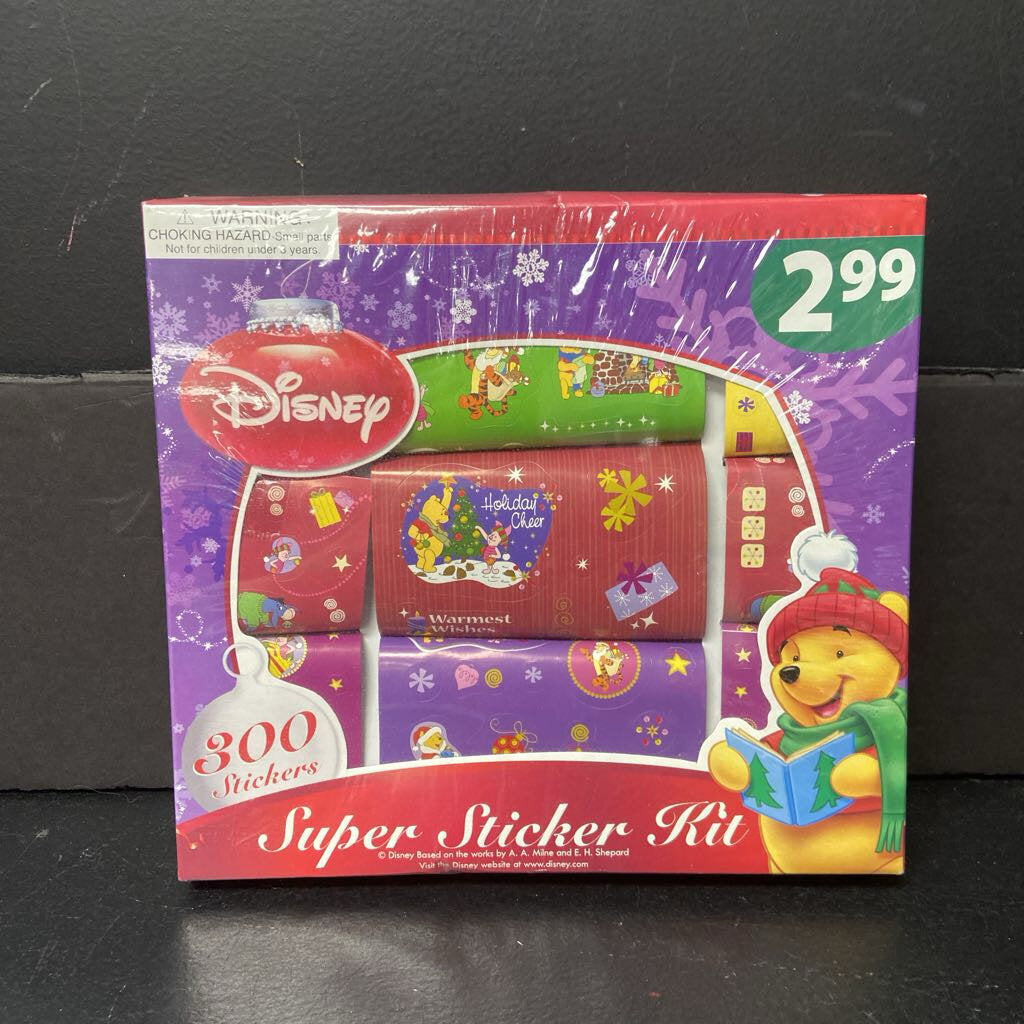 WARNING:
CHOKING HAZARD Small parts
Not for children under 3 years.
299
Disney
Holiday
Cheer
Warmest
Wishes
JOY
300
Stickers
Super Sticker Kit
© Disney Based on the works by A. A. Milne and E. H. Shepard
Visit the Disney website at www.disney.com